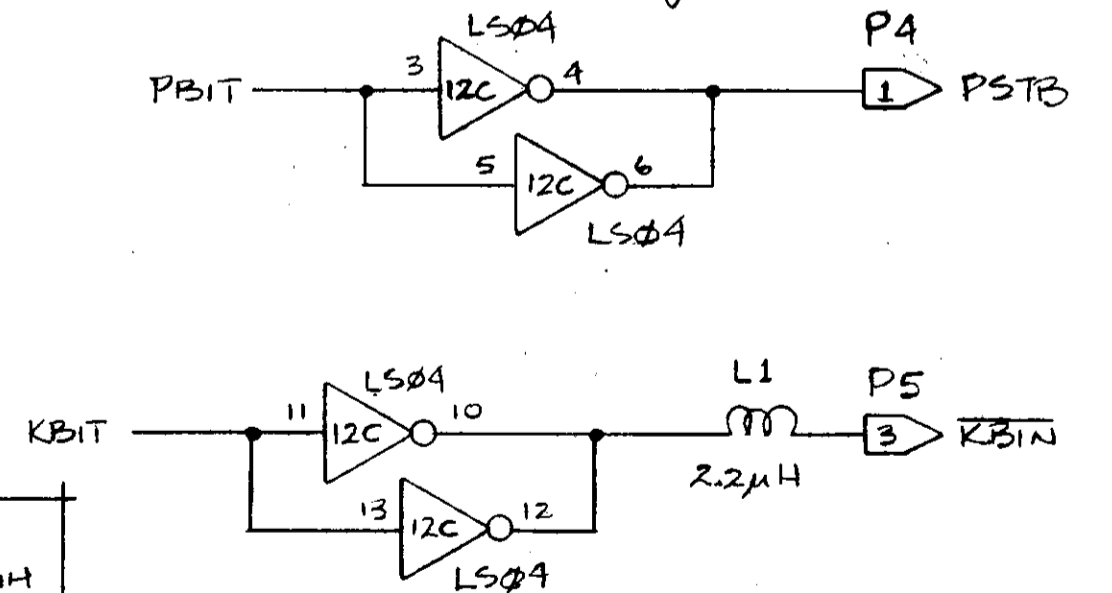 LSØ4
P4
PBIT 3 12C 4 1 PSTB
5 12C 6
LSØ4
LSØ4 L1 P5
KBIT 11 12C 10 3 KBIN
2.2μH
13 12C 12
LSØ4